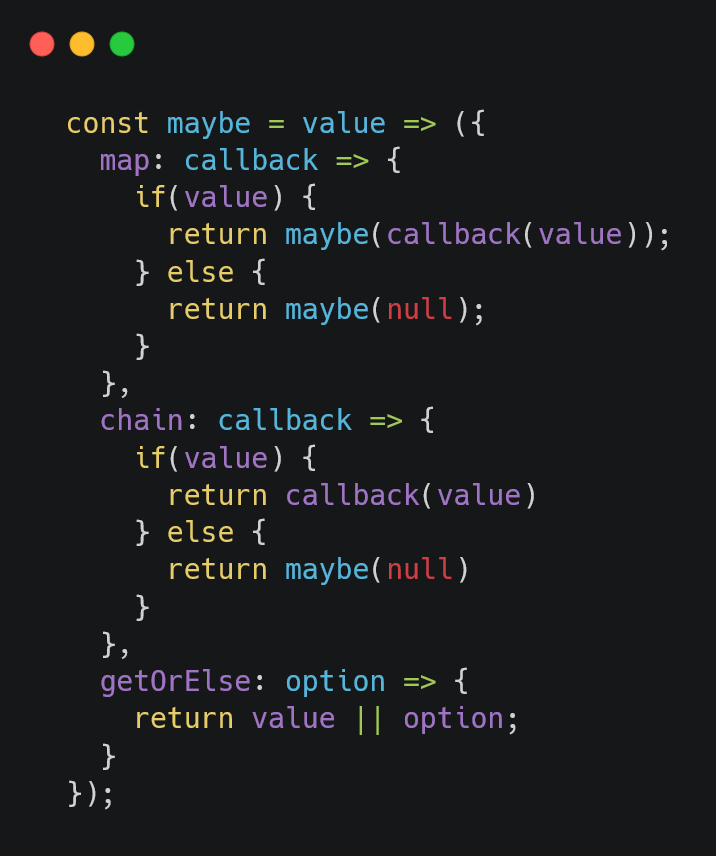 const maybe = value => ({
  map: callback => {
    if(value) {
      return maybe(callback(value));
    } else {
      return maybe(null);
    }
  },
  chain: callback => {
    if(value) {
      return callback(value)
    } else {
      return maybe(null)
    }
  },
  getOrElse: option => {
    return value || option;
  }
});